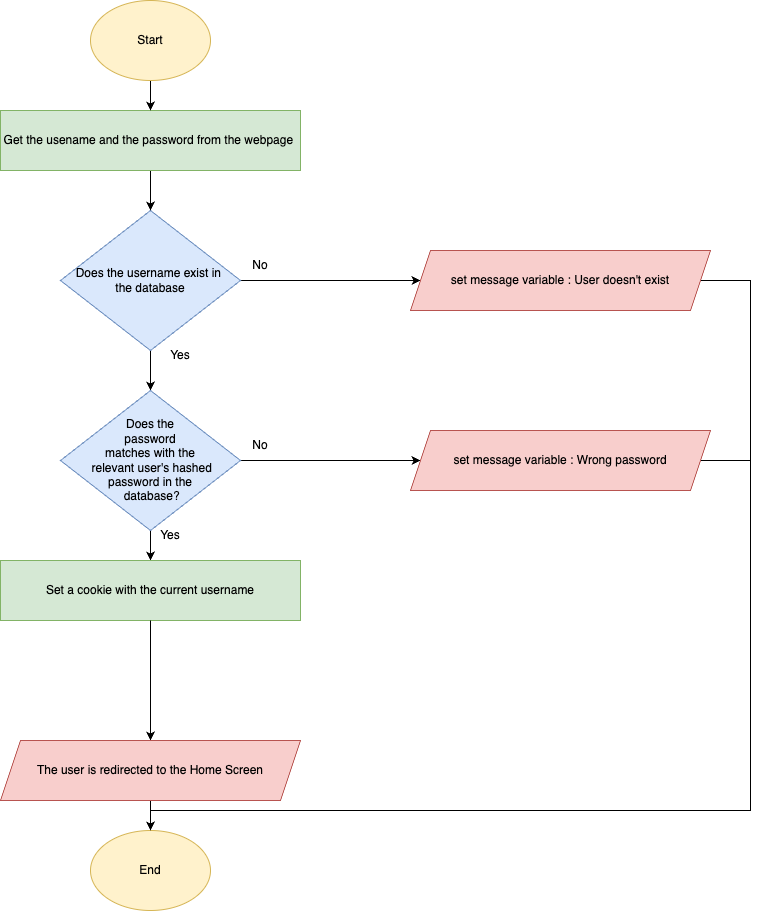 Start
Get the usename and the password from the webpage
Does the username exist in
the database
No
set message variable : User doesn't exist
Yes
Does the
password
matches with the
relevant user's hashed
password in the
database?
No
set message variable : Wrong password
Yes
Set a cookie with the current username
The user is redirected to the Home Screen
End